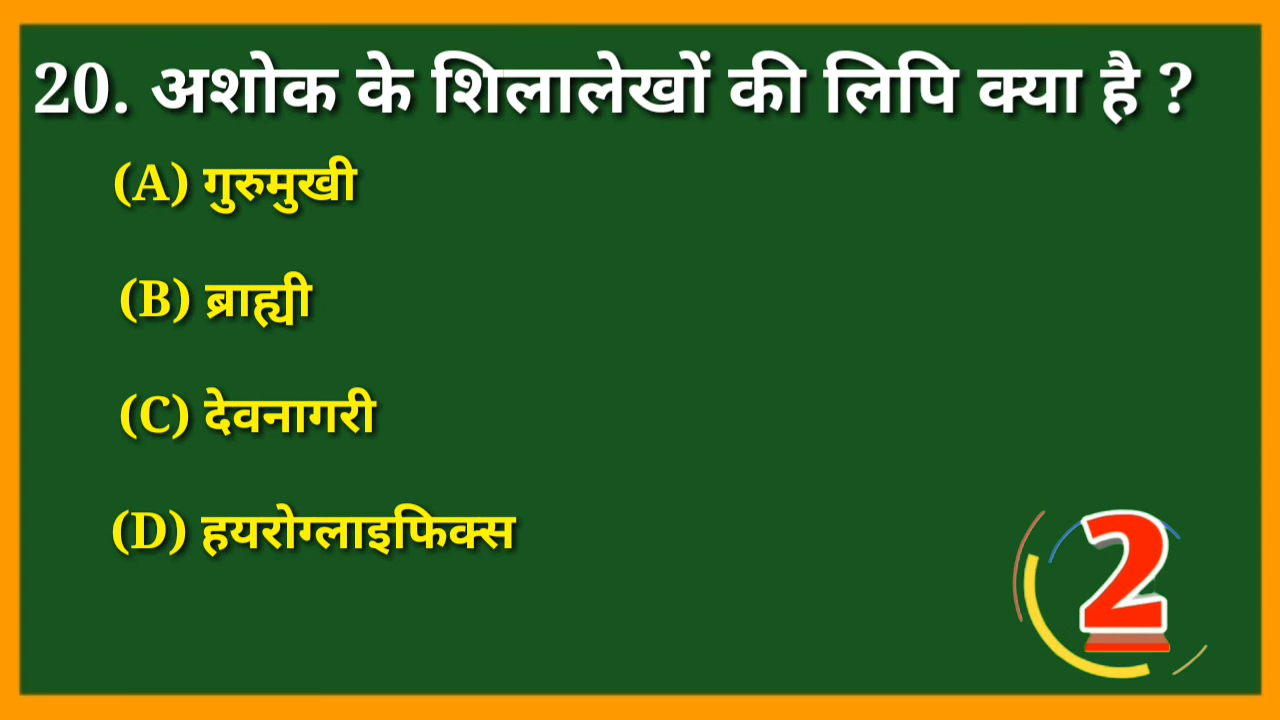 20. अशोक के शिलालेखों की लिपि क्या है ?
(A) गुरुमुखी
(B) ब्राह्यी
(C) देवनागरी
(D) हयरोग्लाइफिक्स
2